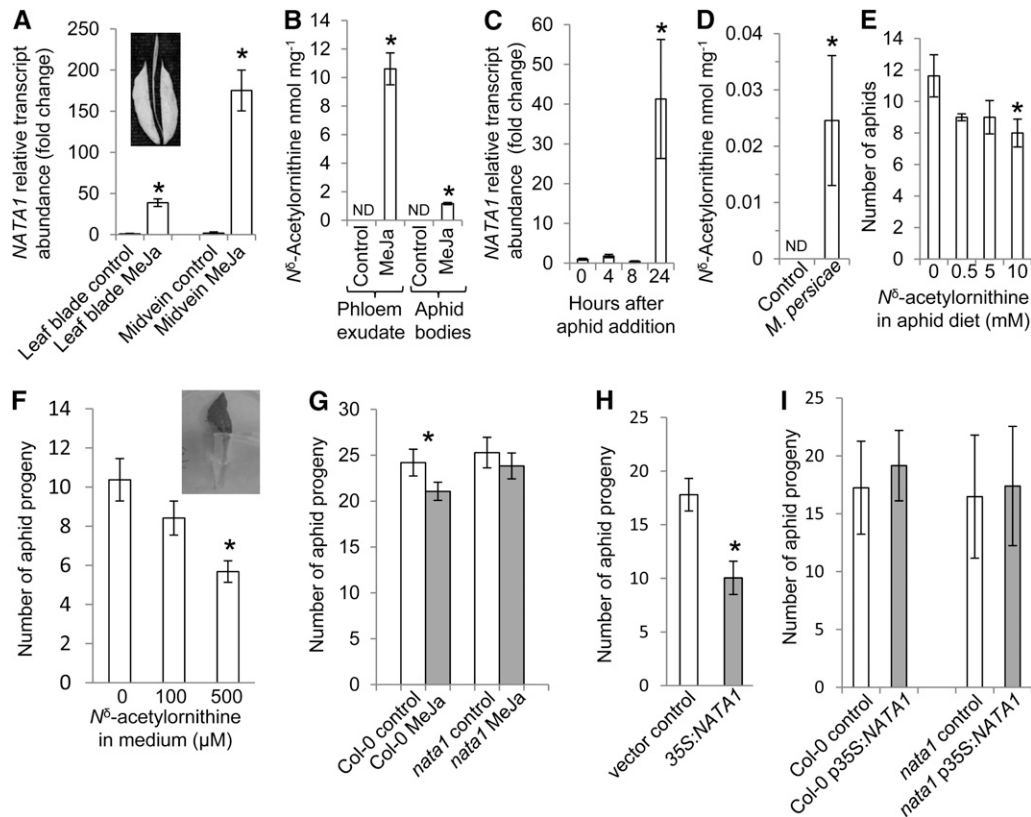 A
NATA1 relative transcript
abundance (fold change)
250
200
150
100
50
0
*
*
Leaf blade control
Leaf blade MeJa
Midvein control
Midvein MeJa
B
Nᵟ-Acetylornithine nmol mg⁻¹
14
12
10
8
6
4
2
0
*
*
ND
ND
Control
MeJa
Control
MeJa
Phloem
exudate
Aphid
bodies
C
NATA1 relative transcript
abundance (fold change)
60
50
40
30
20
10
0
*
0 4 8 24
Hours after
aphid addition
D
Nᵟ-Acetylornithine nmol mg⁻¹
0.04
0.03
0.02
0.01
0.00
*
ND
Control
M. persicae
E
Number of aphids
14
12
10
8
6
4
2
0
*
0 0.5 5 10
Nᵟ-acetylornithine
in aphid diet (mM)
F
Number of aphid progeny
14
12
10
8
6
4
2
0
*
0 100 500
Nᵟ-acetylornithine
in medium (µM)
G
Number of aphid progeny
30
25
20
15
10
5
0
*
Col-0 control
Col-0 MeJa
nata1 control
nata1 MeJa
H
Number of aphid progeny
25
20
15
10
5
0
*
vector control
35S:NATA1
I
Number of aphid progeny
25
20
15
10
5
0
Col-0 control
Col-0 p35S:NATA1
nata1 control
nata1 p35S:NATA1